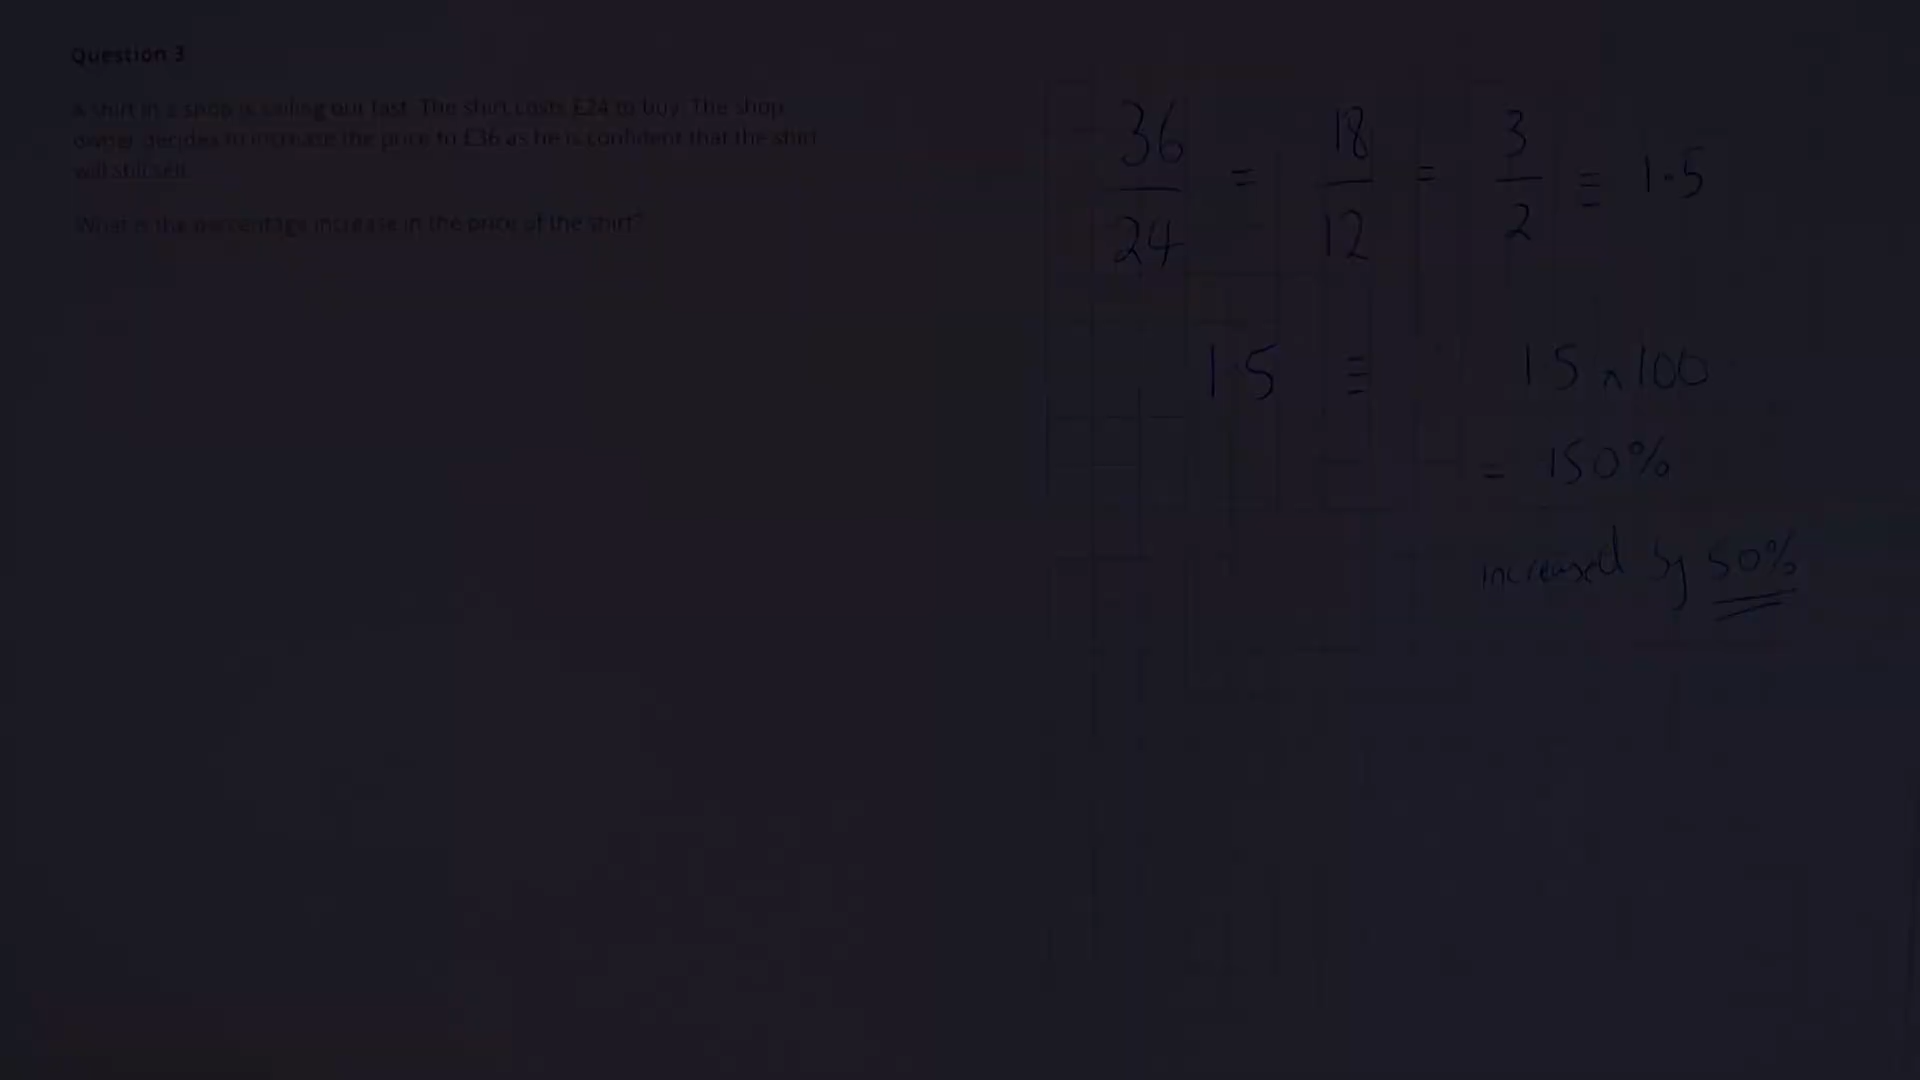 Question 3
A shirt in a shop is selling out fast. The shirt costs £24 to buy. The shop
owner decides to increase the price to £36 as he is confident that the shirt
will still sell.
What is the percentage increase in the price of the shirt?
36/24 = 18/12 = 3/2 ≡ 1.5
1.5 ≡ 1.5 × 100
= 150%
increased by 50%